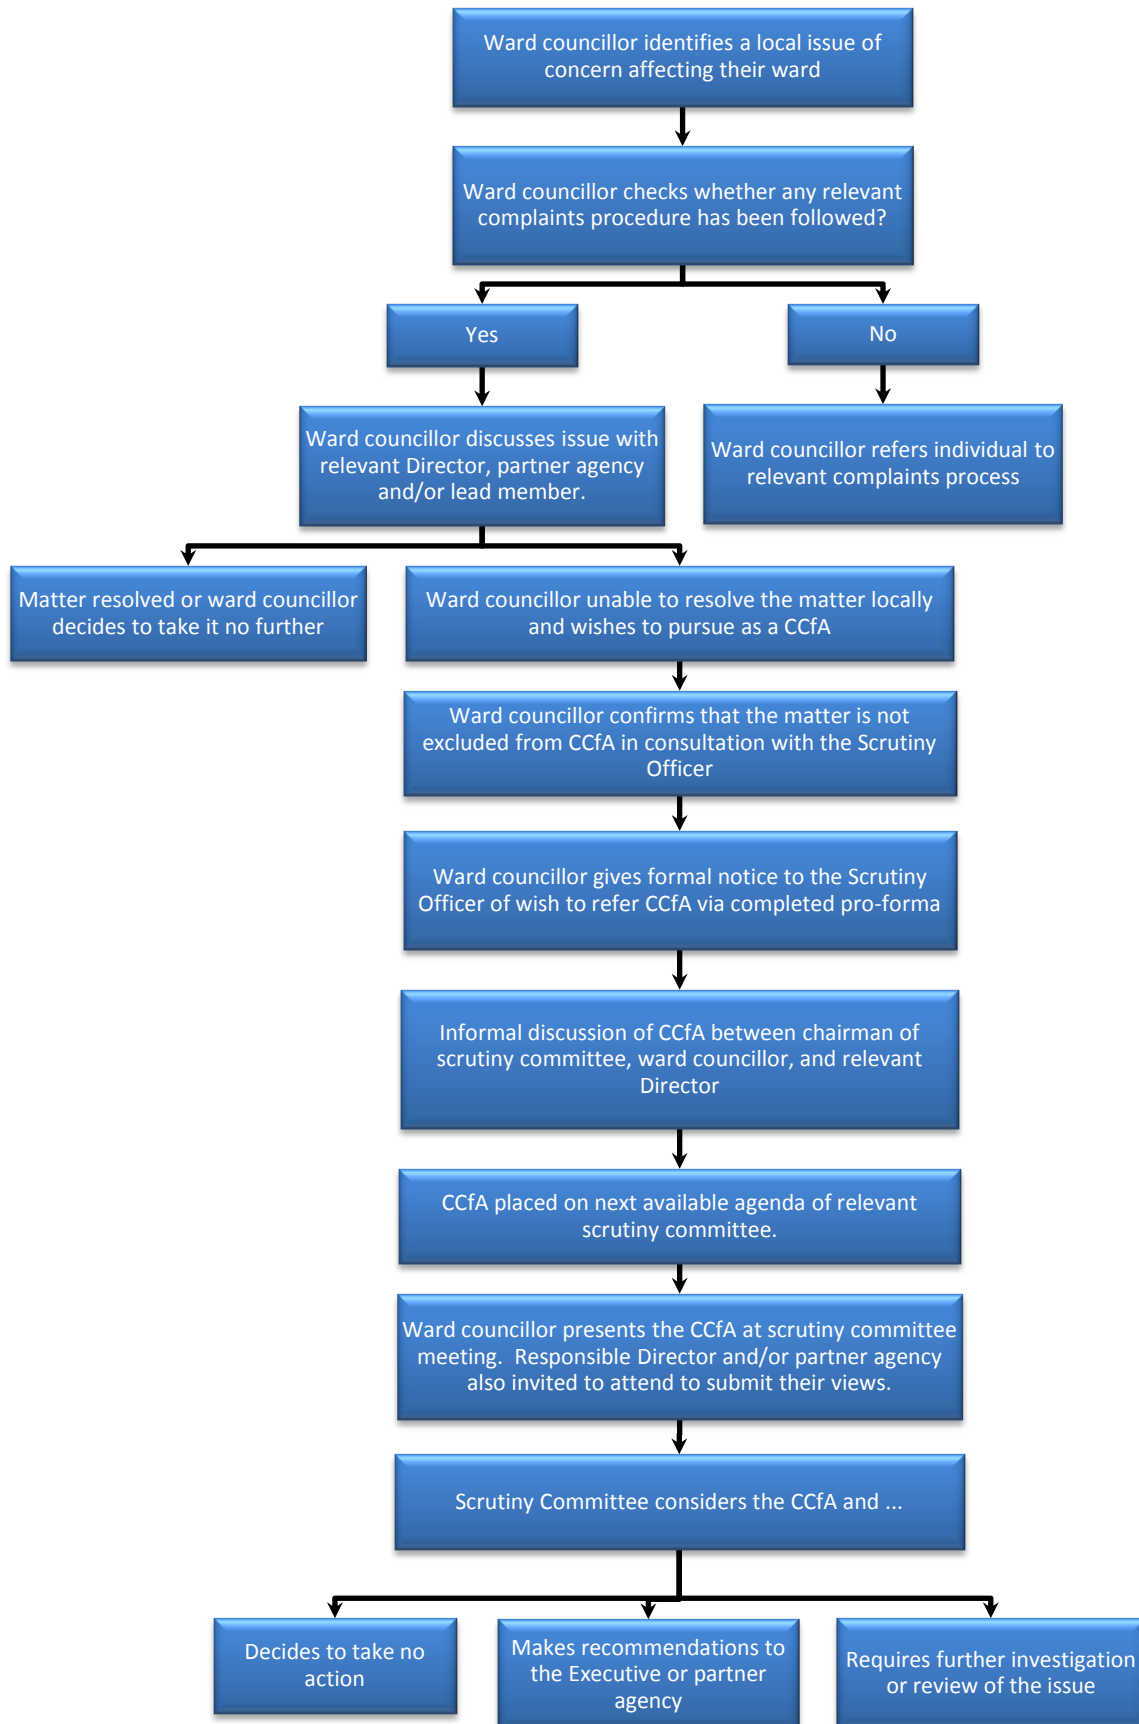 Ward councillor identifies a local issue of
concern affecting their ward
Ward councillor checks whether any relevant
complaints procedure has been followed?
Yes
No
Ward councillor discusses issue with
relevant Director, partner agency
and/or lead member.
Ward councillor refers individual to
relevant complaints process
Matter resolved or ward councillor
decides to take it no further
Ward councillor unable to resolve the matter locally
and wishes to pursue as a CCfA
Ward councillor confirms that the matter is not
excluded from CCfA in consultation with the Scrutiny
Officer
Ward councillor gives formal notice to the Scrutiny
Officer of wish to refer CCfA via completed pro-forma
Informal discussion of CCfA between chairman of
scrutiny committee, ward councillor, and relevant
Director
CCfA placed on next available agenda of relevant
scrutiny committee.
Ward councillor presents the CCfA at scrutiny committee
meeting.  Responsible Director and/or partner agency
also invited to attend to submit their views.
Scrutiny Committee considers the CCfA and ...
Decides to take no
action
Makes recommendations to
the Executive or partner
agency
Requires further investigation
or review of the issue